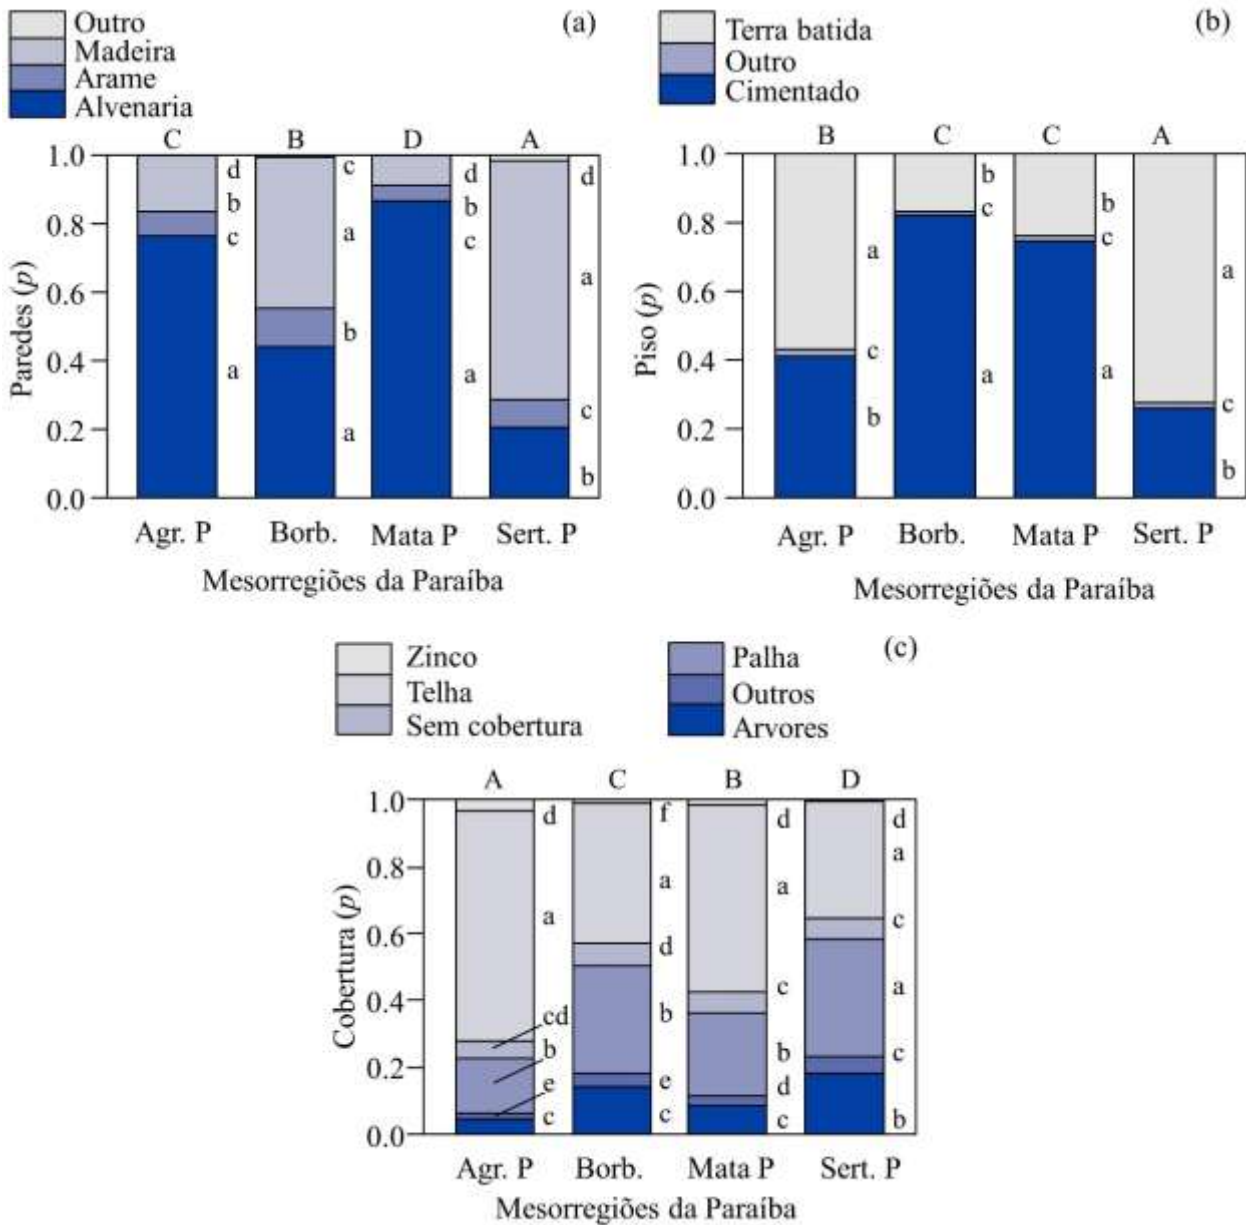 Outro
Madeira
Arame
Alvenaria
(a)
C B D A
1.0
0.8
0.6
0.4
0.2
0.0
Paredes (p)
d
b
c
a
c
a
b
a
d
b
c
a
d
a
c
b
Agr. P Borb. Mata P Sert. P
Mesorregiões da Paraíba
Terra batida
Outro
Cimentado
(b)
B C C A
1.0
0.8
0.6
0.4
0.2
0.0
Piso (p)
a
c
b
b
c
a
b
c
a
a
c
b
Agr. P Borb. Mata P Sert. P
Mesorregiões da Paraíba
Zinco
Telha
Sem cobertura
Palha
Outros
Arvores
(c)
A C B D
1.0
0.8
0.6
0.4
0.2
0.0
Cobertura (p)
d
a
cd
b
e
c
f
a
d
b
e
c
d
a
c
b
d
c
d
a
c
a
c
b
Agr. P Borb. Mata P Sert. P
Mesorregiões da Paraíba